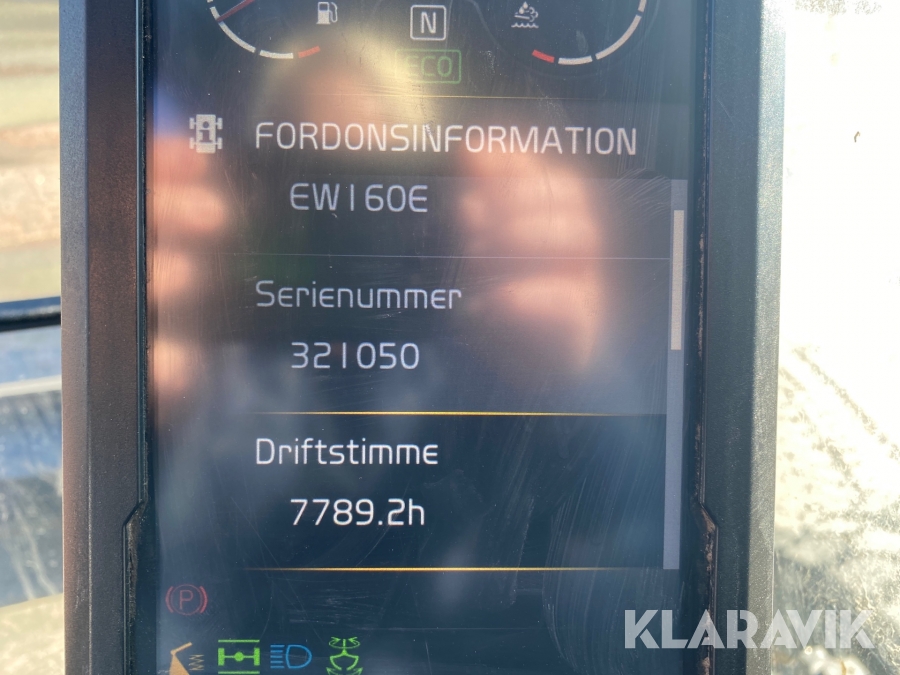 N
ECO
FORDONSINFORMATION
EW160E
Serienummer
321050
Driftstimme
7789.2h
P
KLARAVIK